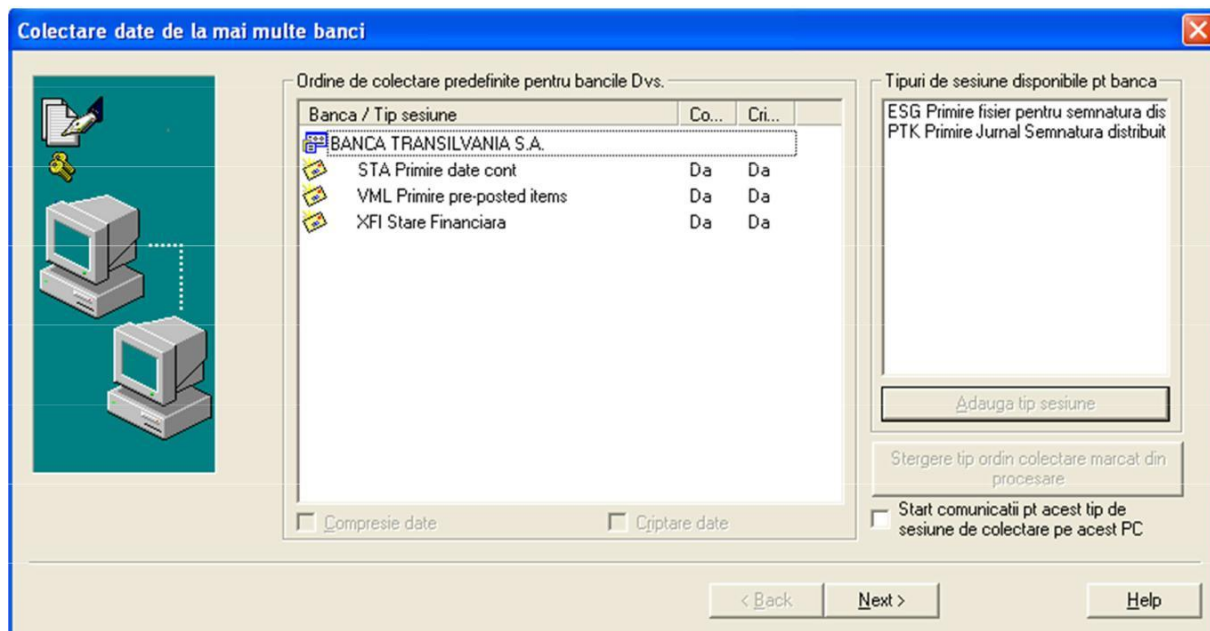 Colectare date de la mai multe banci
Ordine de colectare predefinite pentru bancile Dvs.
Banca / Tip sesiune Co... Cri...
BANCA TRANSILVANIA S.A.
STA Primire date cont Da Da
VML Primire pre-posted items Da Da
XFI Stare Financiara Da Da
Compresie date Criptare date
Tipuri de sesiune disponibile pt banca
ESG Primire fisier pentru semnatura dis
PTK Primire Jurnal Semnatura distribuit
Adauga tip sesiune
Stergere tip ordin colectare marcat din
procesare
Start comunicatii pt acest tip de
sesiune de colectare pe acest PC
< Back Next > Help